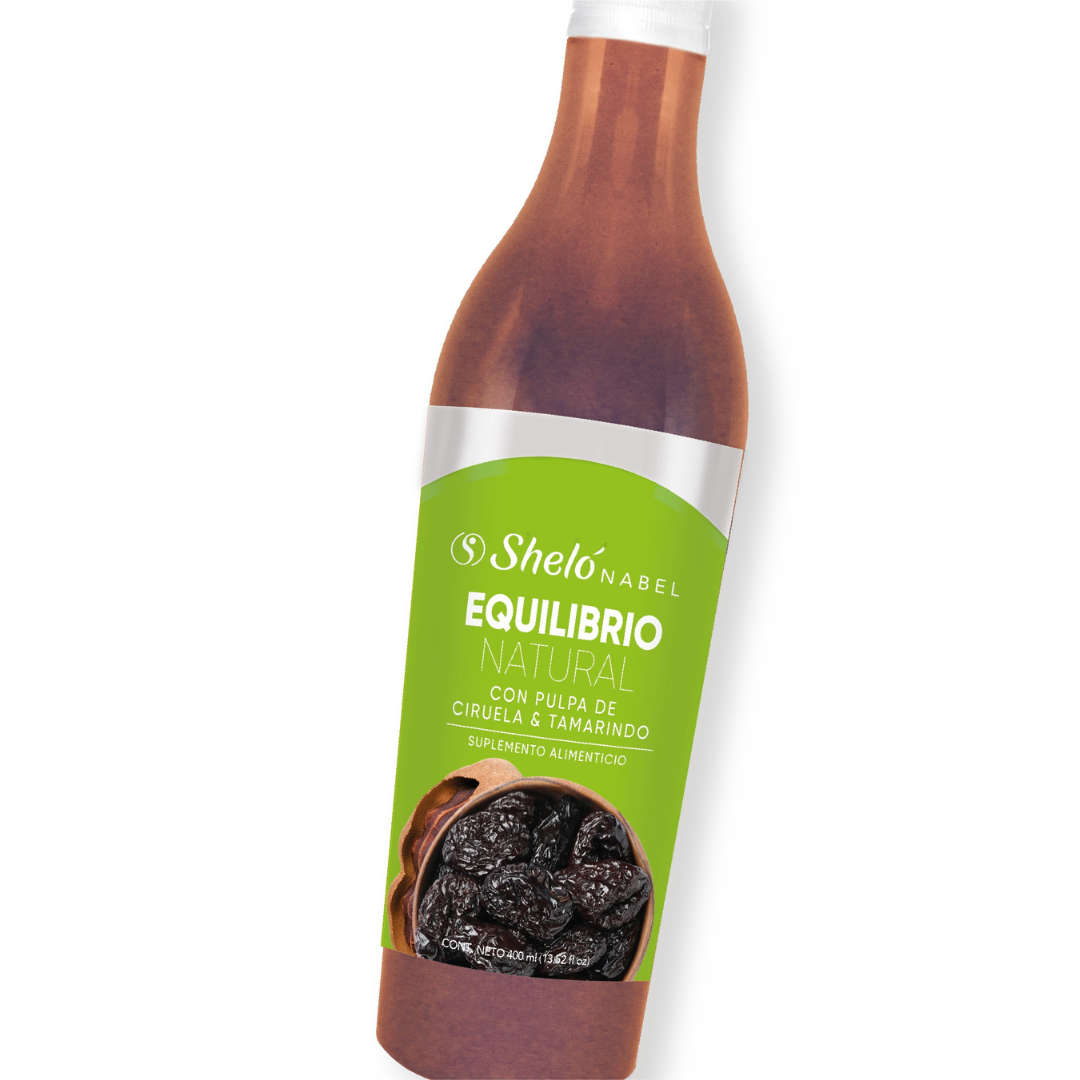 Sheló NABEL
EQUILIBRIO
NATURAL
CON PULPA DE
CIRUELA & TAMARINDO
SUPLEMENTO ALIMENTICIO
CONT. NETO 400 ml (13.52 fl oz)